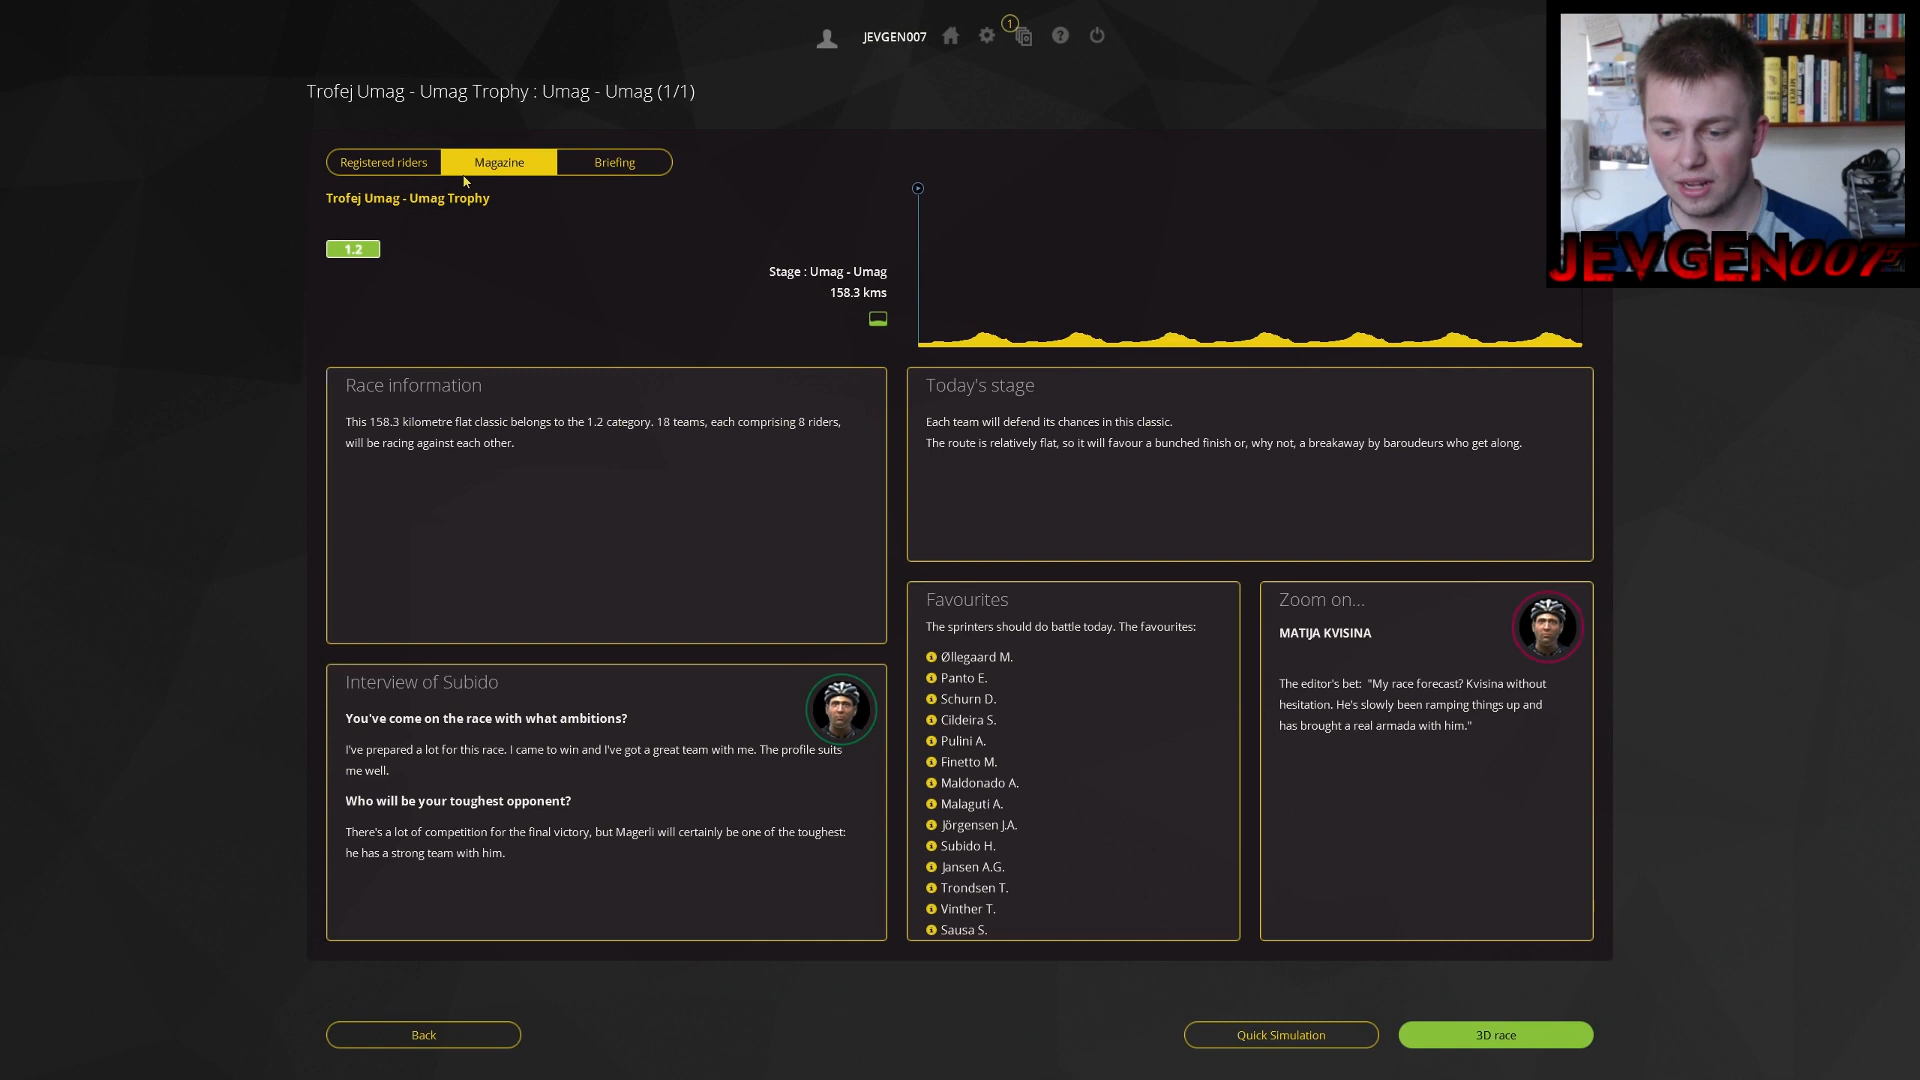 1
JEVGEN007
Trofej Umag - Umag Trophy : Umag - Umag (1/1)
Registered riders
Magazine
Briefing
Trofej Umag - Umag Trophy
1.2
Stage : Umag - Umag
158.3 kms
JEVGEN007
Race information
This 158.3 kilometre flat classic belongs to the 1.2 category. 18 teams, each comprising 8 riders,
will be racing against each other.
Today's stage
Each team will defend its chances in this classic.
The route is relatively flat, so it will favour a bunched finish or, why not, a breakaway by baroudeurs who get along.
Interview of Subido
You've come on the race with what ambitions?
I've prepared a lot for this race. I came to win and I've got a great team with me. The profile suits
me well.
Who will be your toughest opponent?
There's a lot of competition for the final victory, but Magerli will certainly be one of the toughest:
he has a strong team with him.
Favourites
The sprinters should do battle today. The favourites:
Øllegaard M.
Panto E.
Schurn D.
Cildeira S.
Pulini A.
Finetto M.
Maldonado A.
Malaguti A.
Jörgensen J.A.
Subido H.
Jansen A.G.
Trondsen T.
Vinther T.
Sausa S.
Zoom on...
MATIJA KVISINA
The editor's bet: "My race forecast? Kvisina without
hesitation. He's slowly been ramping things up and
has brought a real armada with him."
Back
Quick Simulation
3D race